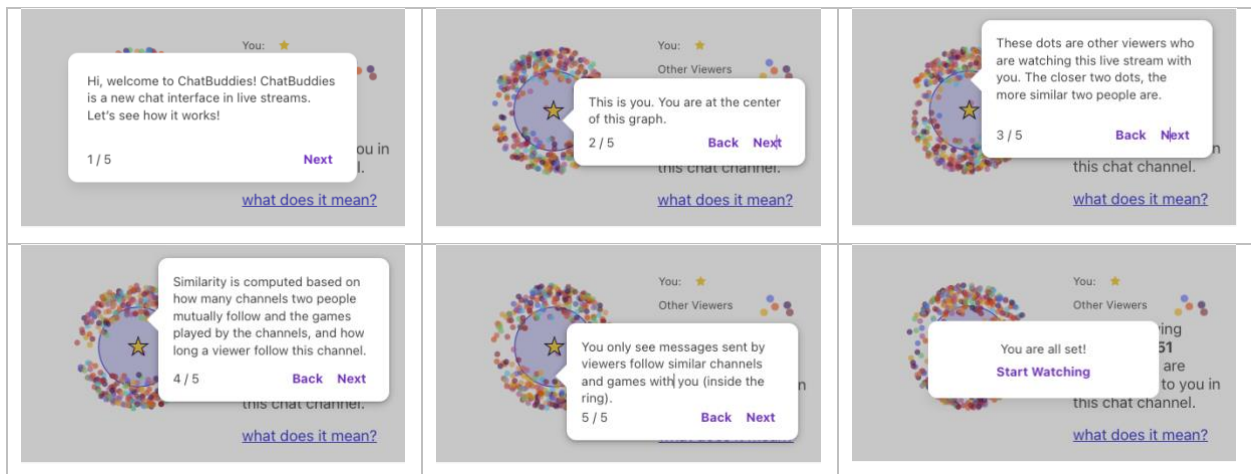 You:
Hi, welcome to ChatBuddies! ChatBuddies
is a new chat interface in live streams.
Let's see how it works!
1 / 5
Next
ou in
l.
what does it mean?
You:
Other Viewers
This is you. You are at the center
of this graph.
2 / 5
Back Next
this chat channel.
what does it mean?
These dots are other viewers who
are watching this live stream with
you. The closer two dots, the
more similar two people are.
3 / 5
Back Next
n
this chat channel.
what does it mean?
Similarity is computed based on
how many channels two people
mutually follow and the games
played by the channels, and how
long a viewer follow this channel.
4 / 5
Back Next
this chat channel.
what does it mean?
You:
Other Viewers
You only see messages sent by
viewers follow similar channels
and games with you (inside the
ring).
5 / 5
Back Next
n
You:
Other Viewers
ving
51
are
to you in
this chat channel.
You are all set!
Start Watching
what does it mean?